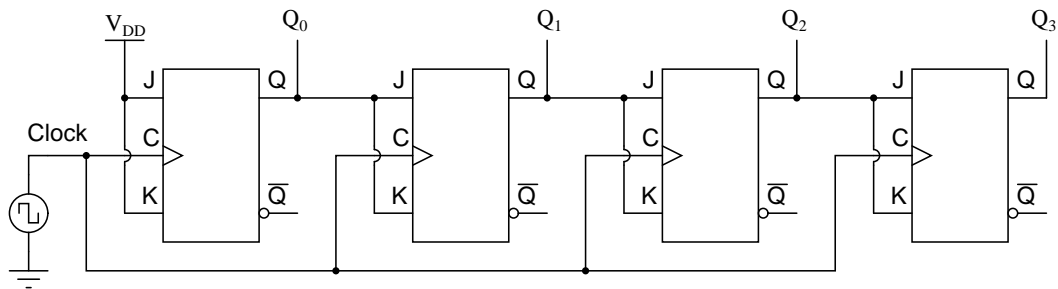 V_DD Q_0 Q_1 Q_2 Q_3
J Q J Q J Q J Q
Clock C C C C
K Q̅ K Q̅ K Q̅ K Q̅